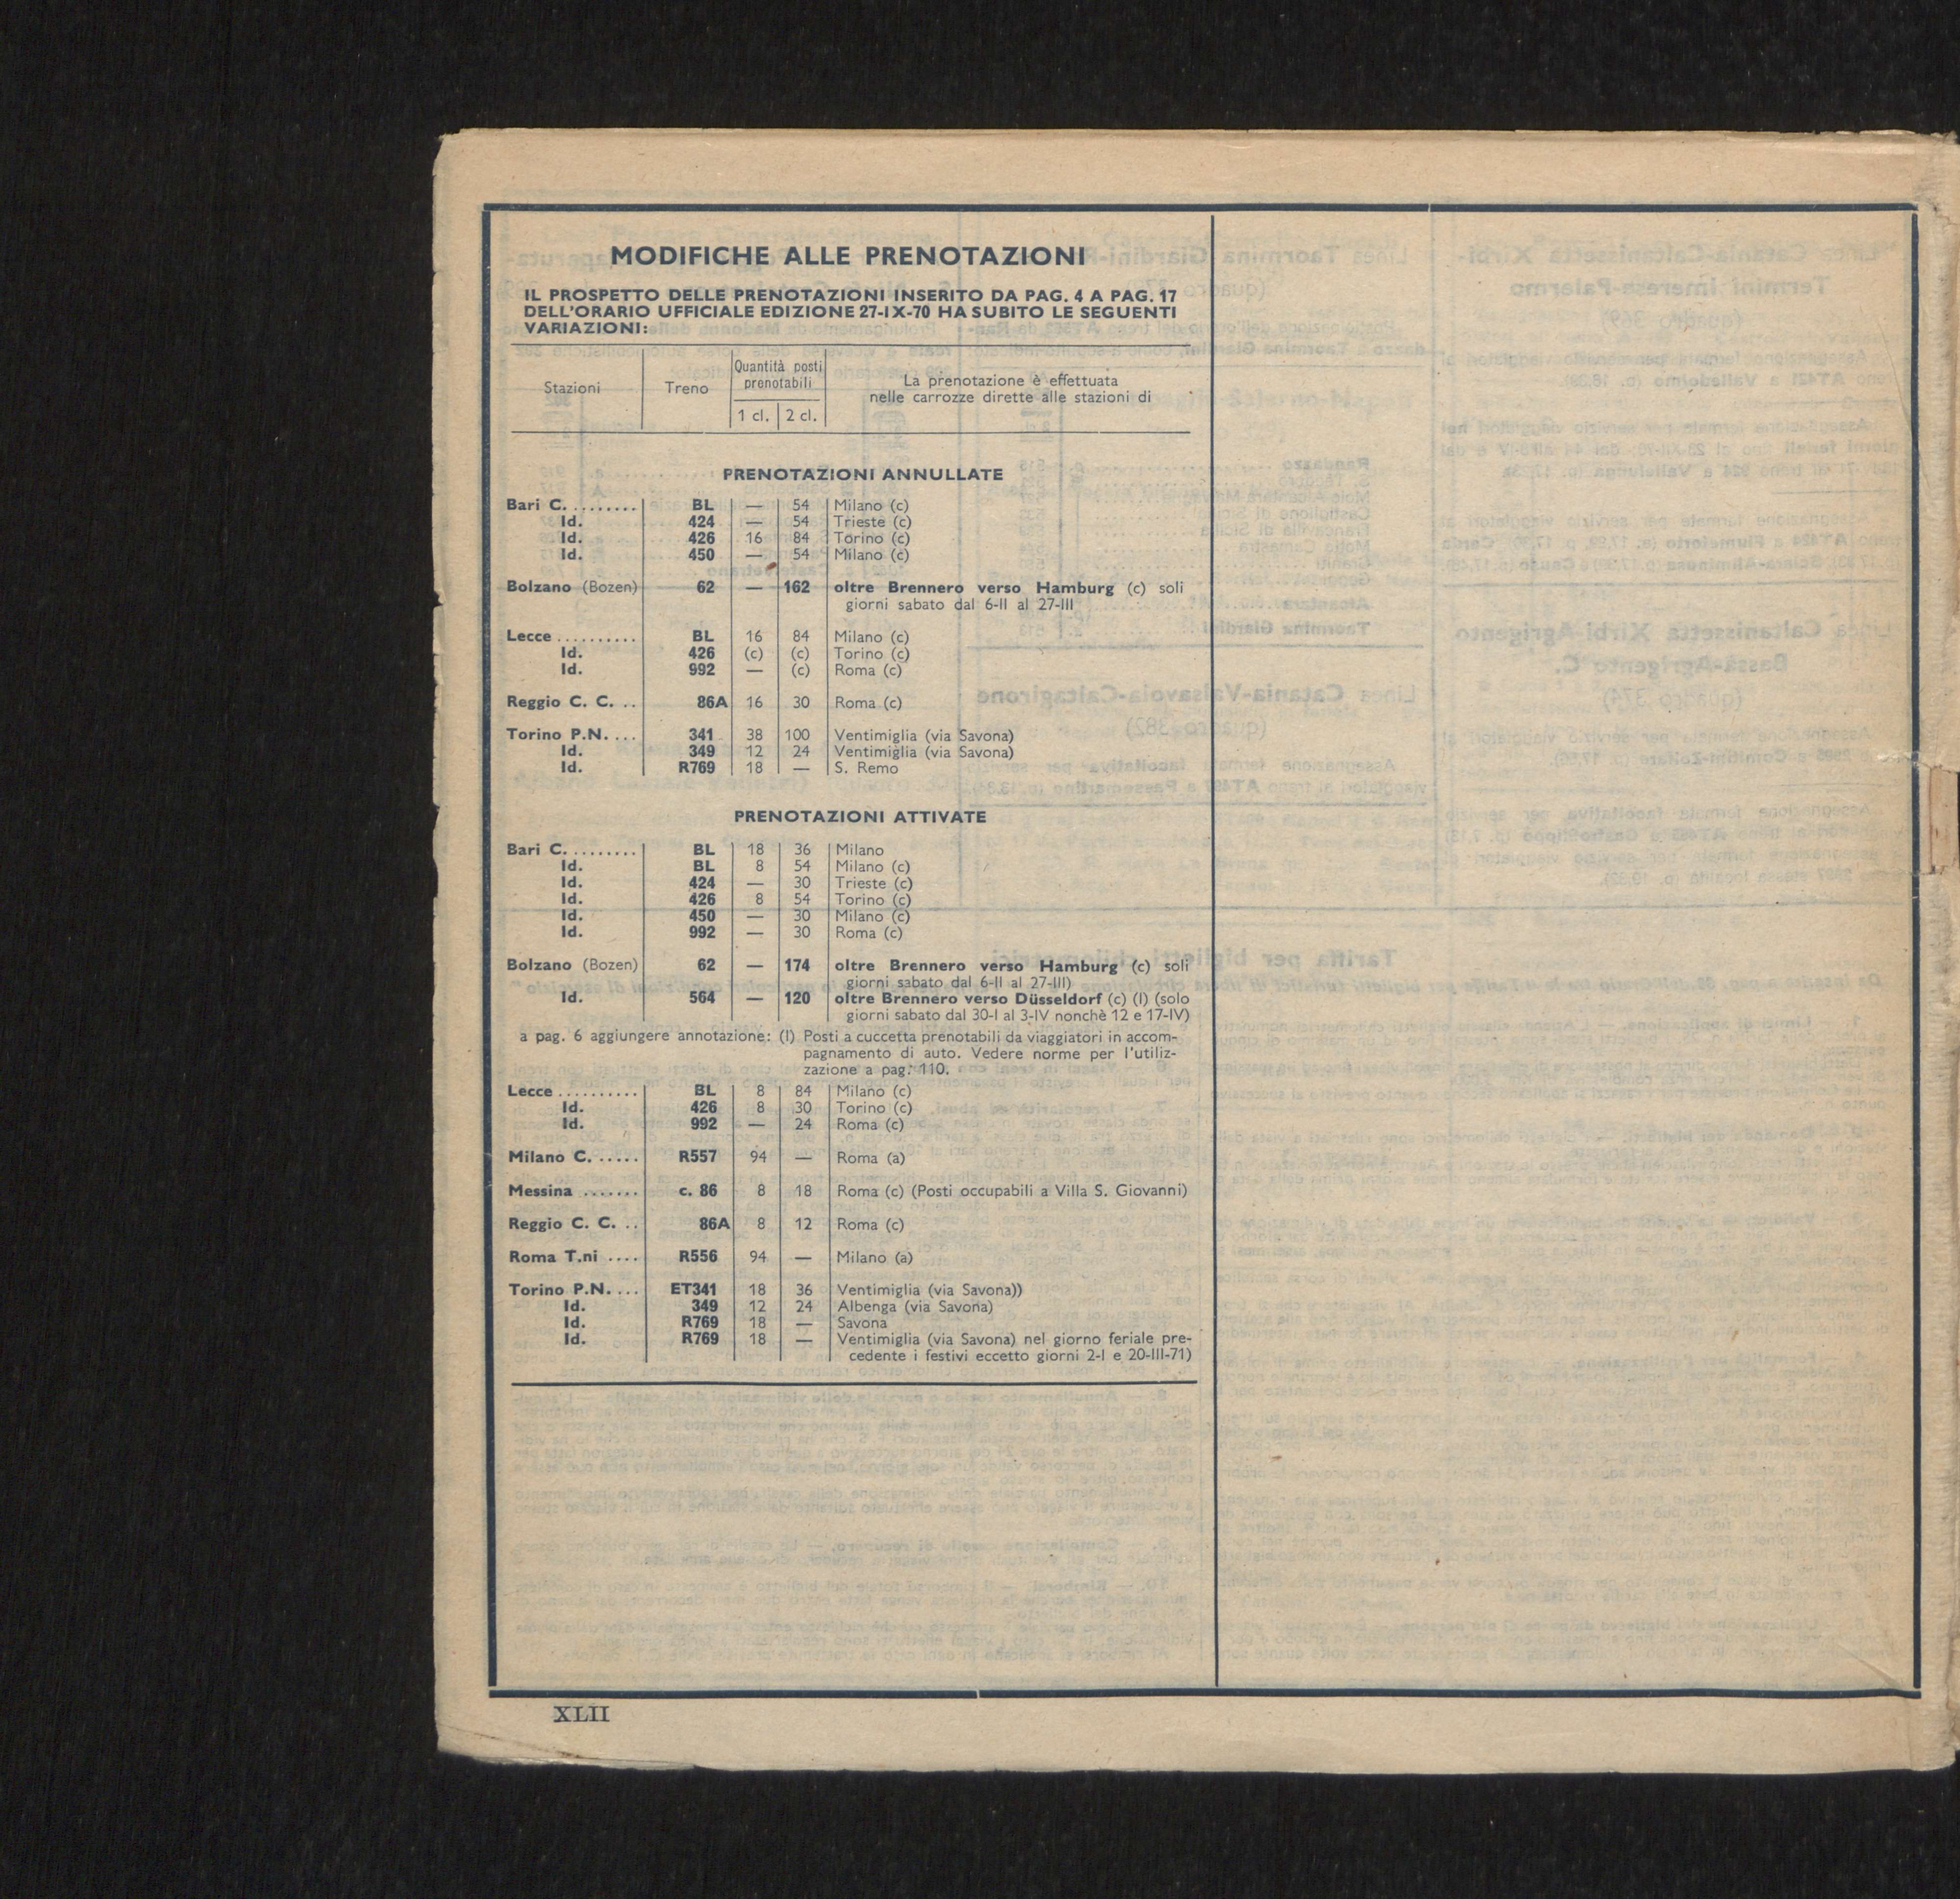 MODIFICHE ALLE PRENOTAZIONI
IL PROSPETTO DELLE PRENOTAZIONI INSERITO DA PAG. 4 A PAG. 17
DELL'ORARIO UFFICIALE EDIZIONE 27-IX-70 HA SUBITO LE SEGUENTI
VARIAZIONI:
Stazioni Treno Quantità posti prenotabili 1 cl. 2 cl. La prenotazione è effettuata
nelle carrozze dirette alle stazioni di
PRENOTAZIONI ANNULLATE
Bari C. ......... BL — 54 Milano (c)
Id. 424 — 54 Trieste (c)
Id. 426 16 84 Torino (c)
Id. 450 — 54 Milano (c)
Bolzano (Bozen) 62 — 162 oltre Brennero verso Hamburg (c) soli
giorni sabato dal 6-II al 27-III
Lecce .......... BL 16 84 Milano (c)
Id. 426 (c) (c) Torino (c)
Id. 992 — (c) Roma (c)
Reggio C. C. .. 86A 16 30 Roma (c)
Torino P.N. ... 341 38 100 Ventimiglia (via Savona)
Id. 349 12 24 Ventimiglia (via Savona)
Id. R769 18 — S. Remo
PRENOTAZIONI ATTIVATE
Bari C. ......... BL 18 36 Milano
Id. BL 8 54 Milano (c)
Id. 424 — 30 Trieste (c)
Id. 426 8 54 Torino (c)
Id. 450 — 30 Milano (c)
Id. 992 — 30 Roma (c)
Bolzano (Bozen) 62 — 174 oltre Brennero verso Hamburg (c) soli
giorni sabato dal 6-II al 27-III)
Id. 564 — 120 oltre Brennero verso Düsseldorf (c) (l) (solo
giorni sabato dal 30-I al 3-IV nonchè 12 e 17-IV)
a pag. 6 aggiungere annotazione: (l) Posti a cuccetta prenotabili da viaggiatori in accom-
pagnamento di auto. Vedere norme per l'utiliz-
zazione a pag. 110.
Lecce .......... BL 8 84 Milano (c)
Id. 426 8 30 Torino (c)
Id. 992 — 24 Roma (c)
Milano C. ..... R557 94 — Roma (a)
Messina ....... c. 86 8 18 Roma (c) (Posti occupabili a Villa S. Giovanni)
Reggio C. C. .. 86A 8 12 Roma (c)
Roma T.ni .... R556 94 — Milano (a)
Torino P.N. ... ET341 18 36 Ventimiglia (via Savona))
Id. 349 12 24 Albenga (via Savona)
Id. R769 18 — Savona
Id. R769 18 — Ventimiglia (via Savona) nel giorno feriale pre-
cedente i festivi eccetto giorni 2-I e 20-III-71)
XLII